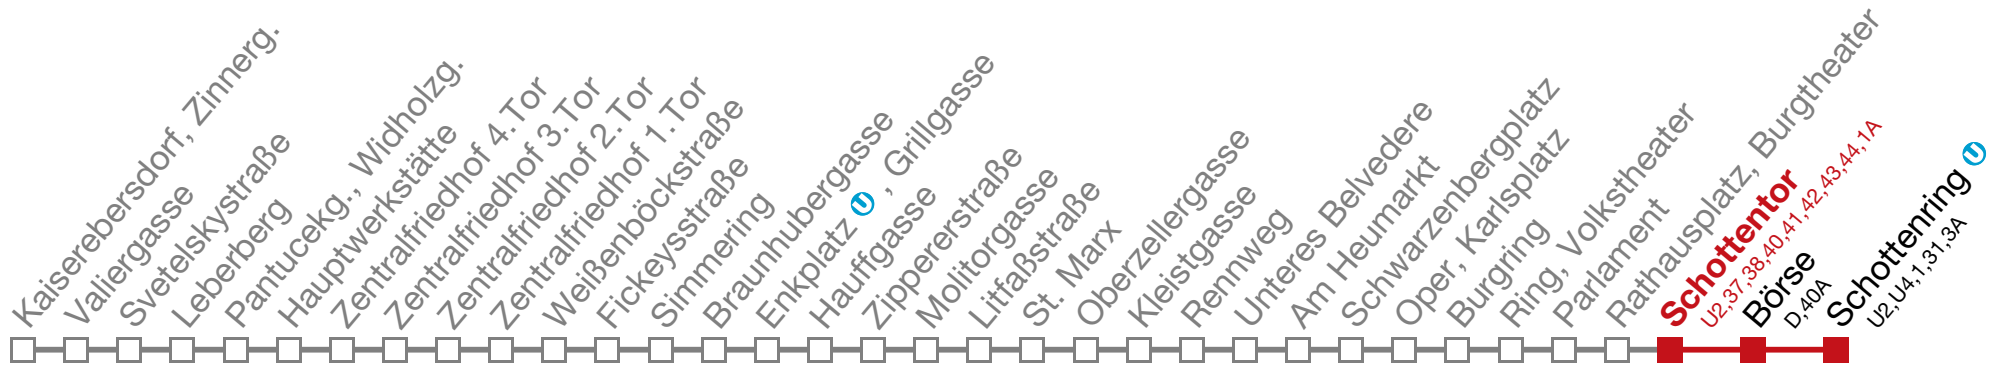 Kaiserebersdorf, Zinnerg.
Valiergasse
Svetelskystraße
Leberberg
Pantucekg., Widholzg.
Hauptwerkstätte
Zentralfriedhof 4.Tor
Zentralfriedhof 3.Tor
Zentralfriedhof 2.Tor
Zentralfriedhof 1.Tor
Weißenböckstraße
Fickeysstraße
Simmering
Braunhubergasse
Enkplatz U, Grillgasse
Hauffgasse
Zippererstraße
Molitorgasse
Litfaßstraße
St. Marx
Oberzellergasse
Kleistgasse
Rennweg
Unteres Belvedere
Am Heumarkt
Schwarzenbergplatz
Oper, Karlsplatz
Burgring
Ring, Volkstheater
Parlament
Rathausplatz, Burgtheater
Schottentor
U2,37,38,40,41,42,43,44,1A
Börse
D,40A
Schottenring U
U2,U4,1,31,3A